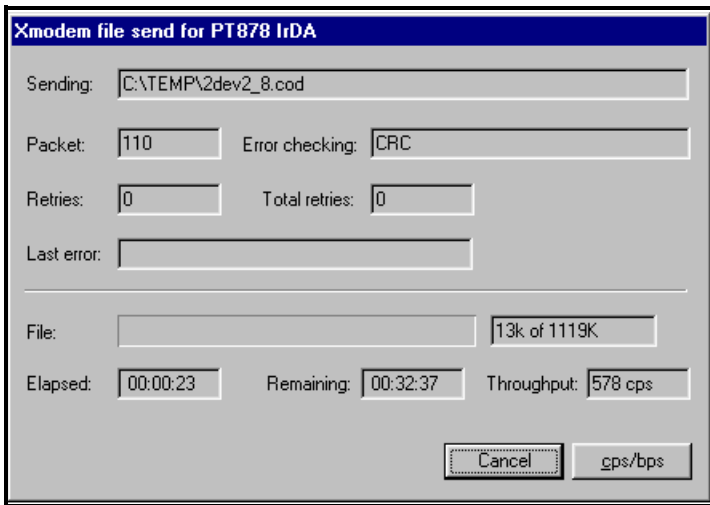 Xmodem file send for PT878 IrDA
Sending: C:\TEMP\2dev2_8.cod
Packet: 110 Error checking: CRC
Retries: 0 Total retries: 0
Last error:
File: 13k of 1119K
Elapsed: 00:00:23 Remaining: 00:32:37 Throughput: 578 cps
Cancel cps/bps